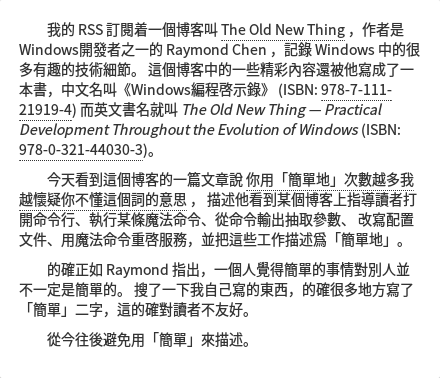 我的 RSS 訂閱着一個博客叫 The Old New Thing ，作者是
Windows開發者之一的 Raymond Chen ，記錄 Windows 中的很
多有趣的技術細節。 這個博客中的一些精彩內容還被他寫成了一
本書，中文名叫《Windows編程啓示錄》 (ISBN: 978-7-111-
21919-4) 而英文書名就叫 The Old New Thing — Practical
Development Throughout the Evolution of Windows (ISBN:
978-0-321-44030-3)。
今天看到這個博客的一篇文章說 你用「簡單地」次數越多我
越懷疑你不懂這個詞的意思 ， 描述他看到某個博客上指導讀者打
開命令行、執行某條魔法命令、從命令輸出抽取參數、 改寫配置
文件、用魔法命令重啓服務，並把這些工作描述爲「簡單地」。
的確正如 Raymond 指出，一個人覺得簡單的事情對別人並
不一定是簡單的。 搜了一下我自己寫的東西，的確很多地方寫了
「簡單」二字，這的確對讀者不友好。
從今往後避免用「簡單」來描述。